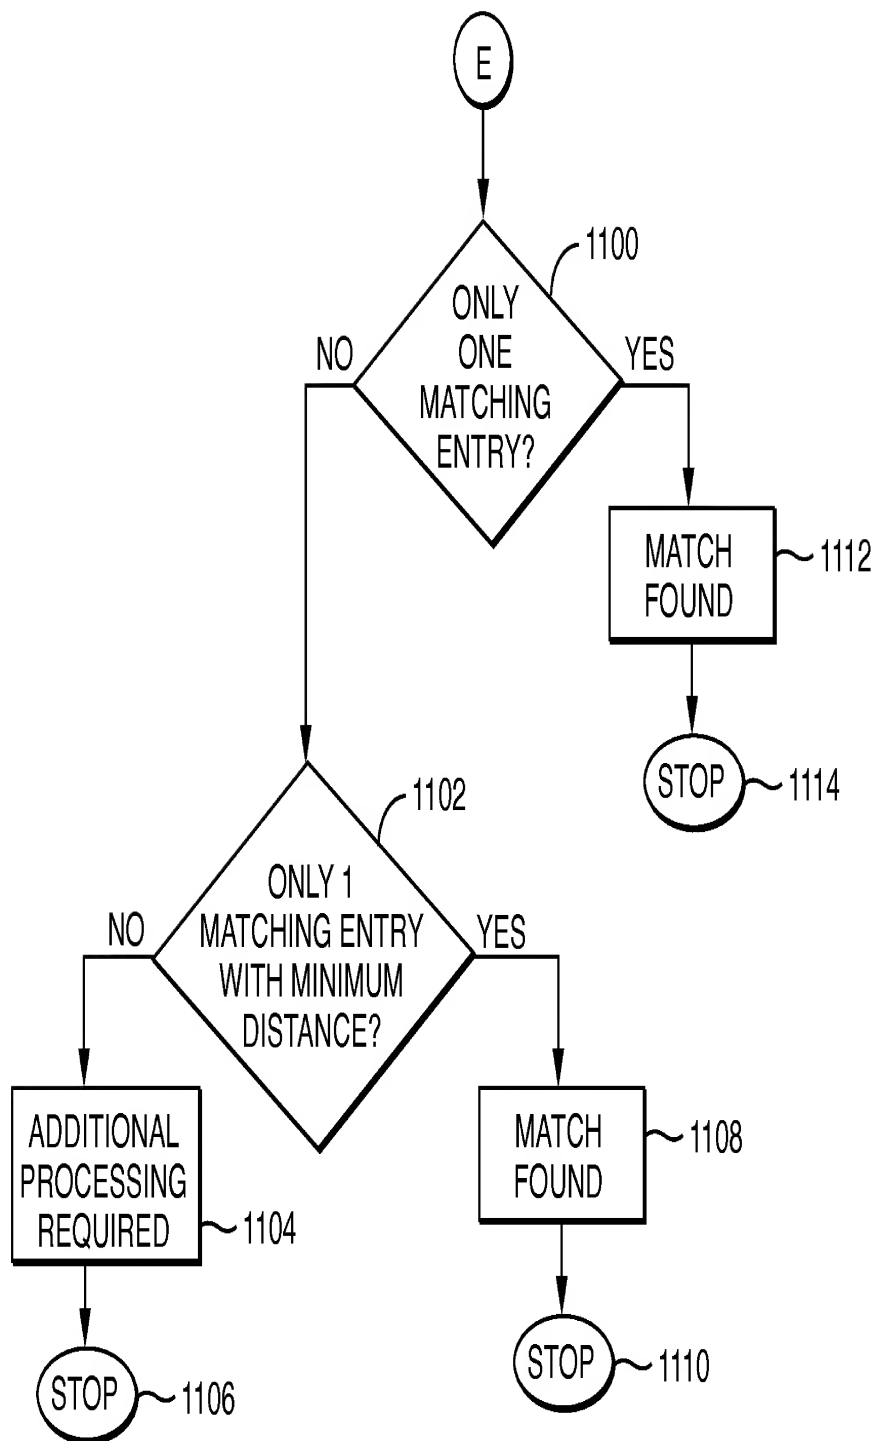 E
1100
ONLY
ONE
MATCHING
ENTRY?
NO
YES
MATCH
FOUND
1112
STOP
1114
1102
ONLY 1
MATCHING ENTRY
WITH MINIMUM
DISTANCE?
NO
YES
ADDITIONAL
PROCESSING
REQUIRED
1104
MATCH
FOUND
1108
STOP
1106
STOP
1110